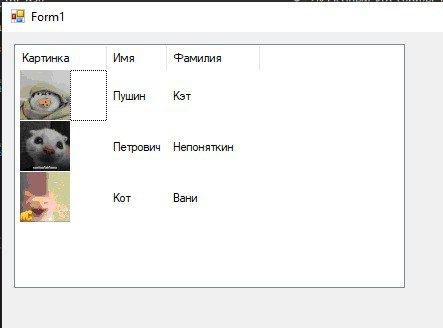 Form1
Картинка Имя Фамилия
Пушин Кэт
Петрович Непоняткин
Кот Вани